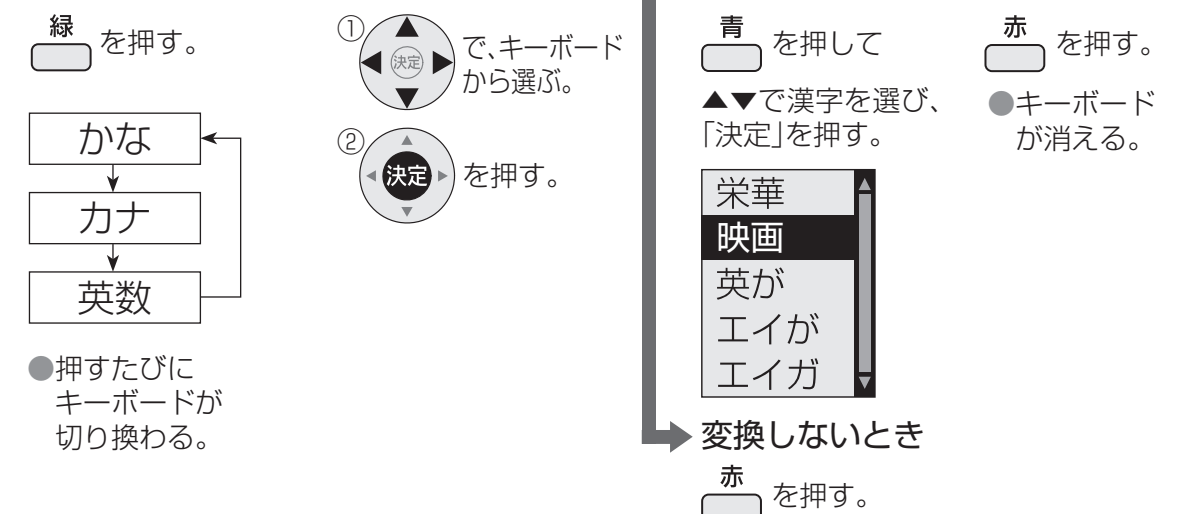 緑
を押す。
かな
カナ
英数
●押すたびに
キーボードが
切り換わる。
①
決定
で、キーボード
から選ぶ。
②
決定
を押す。
青
を押して
▲▼で漢字を選び、
「決定」を押す。
栄華
映画
英が
エイが
エイガ
変換しないとき
赤
を押す。
赤
を押す。
●キーボード
が消える。